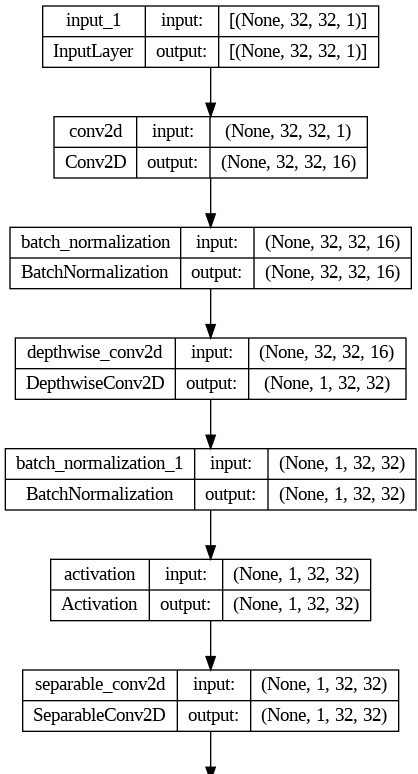 input_1 input: [(None, 32, 32, 1)]
InputLayer output: [(None, 32, 32, 1)]
conv2d input: (None, 32, 32, 1)
Conv2D output: (None, 32, 32, 16)
batch_normalization input: (None, 32, 32, 16)
BatchNormalization output: (None, 32, 32, 16)
depthwise_conv2d input: (None, 32, 32, 16)
DepthwiseConv2D output: (None, 1, 32, 32)
batch_normalization_1 input: (None, 1, 32, 32)
BatchNormalization output: (None, 1, 32, 32)
activation input: (None, 1, 32, 32)
Activation output: (None, 1, 32, 32)
separable_conv2d input: (None, 1, 32, 32)
SeparableConv2D output: (None, 1, 32, 32)